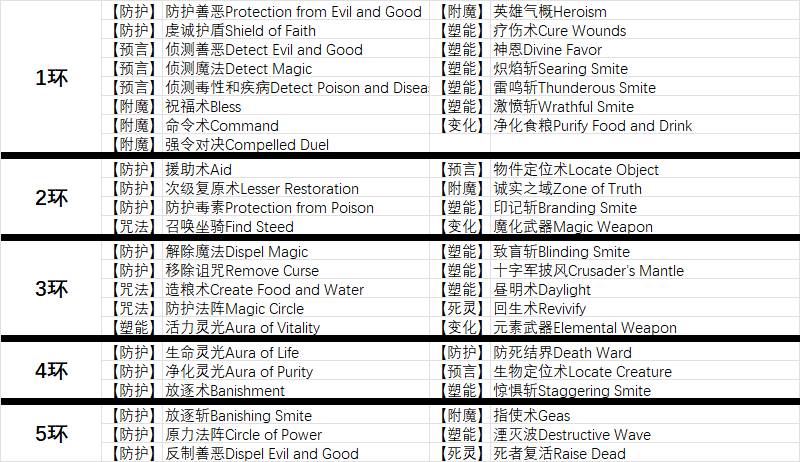 1环
【防护】 防护善恶Protection from Evil and Good 【附魔】 英雄气概Heroism
【防护】 虔诚护盾Shield of Faith 【塑能】 疗伤术Cure Wounds
【预言】 侦测善恶Detect Evil and Good 【塑能】 神恩Divine Favor
【预言】 侦测魔法Detect Magic 【塑能】 炽焰斩Searing Smite
【预言】 侦测毒性和疾病Detect Poison and Diseas 【塑能】 雷鸣斩Thunderous Smite
【附魔】 祝福术Bless 【塑能】 激愤斩Wrathful Smite
【附魔】 命令术Command 【变化】 净化食粮Purify Food and Drink
【附魔】 强令对决Compelled Duel
2环
【防护】 援助术Aid 【预言】 物件定位术Locate Object
【防护】 次级复原术Lesser Restoration 【附魔】 诚实之域Zone of Truth
【防护】 防护毒素Protection from Poison 【塑能】 印记斩Branding Smite
【咒法】 召唤坐骑Find Steed 【变化】 魔化武器Magic Weapon
3环
【防护】 解除魔法Dispel Magic 【塑能】 致盲斩Blinding Smite
【防护】 移除诅咒Remove Curse 【塑能】 十字军披风Crusader's Mantle
【咒法】 造粮术Create Food and Water 【塑能】 昼明术Daylight
【咒法】 防护法阵Magic Circle 【死灵】 回生术Revivify
【塑能】 活力灵光Aura of Vitality 【变化】 元素武器Elemental Weapon
4环
【防护】 生命灵光Aura of Life 【防护】 防死结界Death Ward
【防护】 净化灵光Aura of Purity 【预言】 生物定位术Locate Creature
【防护】 放逐术Banishment 【塑能】 惊惧斩Staggering Smite
5环
【防护】 放逐斩Banishing Smite 【附魔】 指使术Geas
【防护】 原力法阵Circle of Power 【塑能】 湮灭波Destructive Wave
【防护】 反制善恶Dispel Evil and Good 【死灵】 死者复活Raise Dead